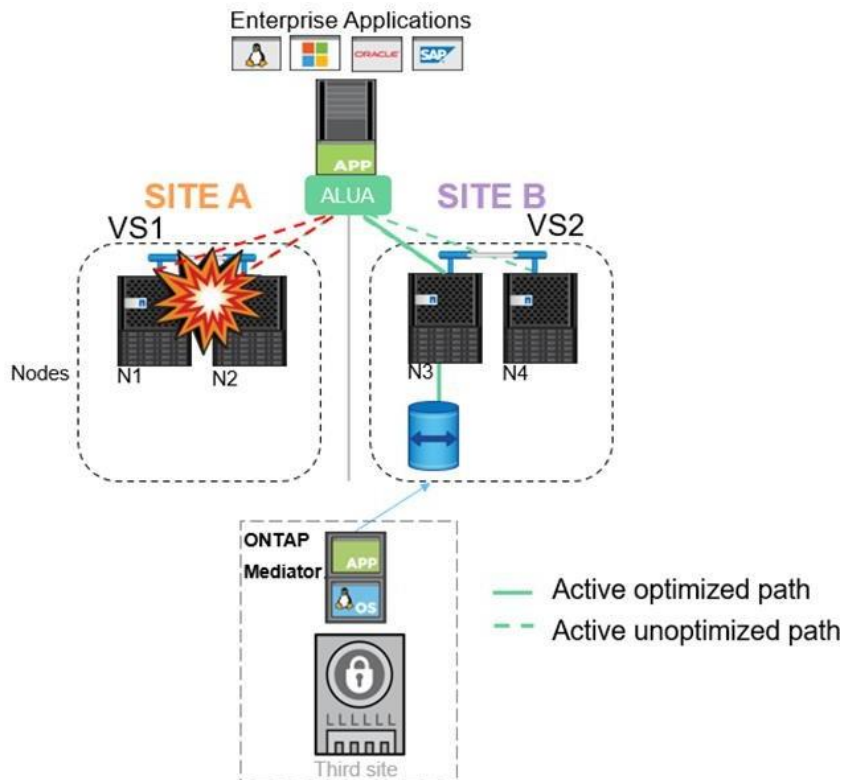 Enterprise Applications
ORACLE
SAP
APP
ALUA
SITE A
SITE B
VS1
VS2
Nodes
N1
N2
N3
N4
ONTAP
Mediator
APP
OS
LLLLLL
Third site
Active optimized path
Active unoptimized path